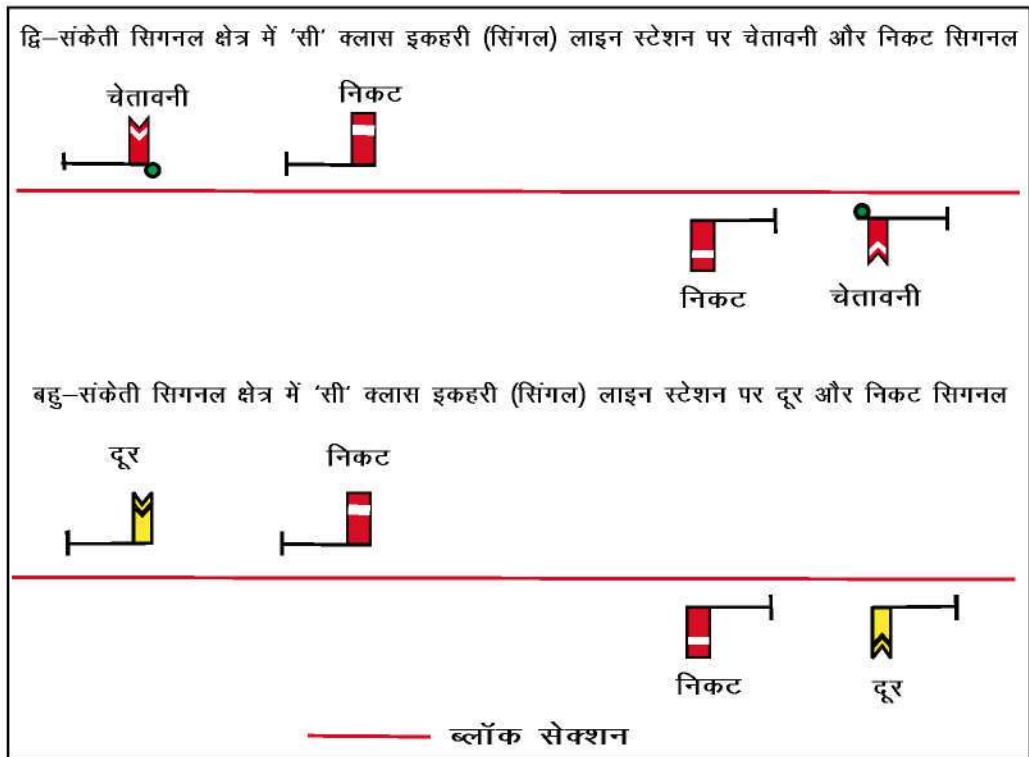 द्वि–संकेती सिगनल क्षेत्र में 'सी' क्लास इकहरी (सिंगल) लाइन स्टेशन पर चेतावनी और निकट सिगनल
चेतावनी
निकट
निकट
चेतावनी
बहु–संकेती सिगनल क्षेत्र में 'सी' क्लास इकहरी (सिंगल) लाइन स्टेशन पर दूर और निकट सिगनल
दूर
निकट
निकट
दूर
ब्लॉक सेक्शन